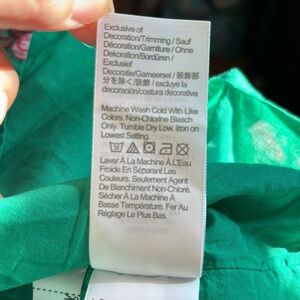 Exclusive of
Decoration/Trimming / Sauf
Décoration/Garniture / Ohne
Dekoration/Bordüren /
Exclusief
Decoratie/Garneersel / 装飾部
分を除く/装饰 / excluye la
decoración/costura decorativa
Machine Wash Cold With Like
Colors. Non-Chlorine Bleach
Only. Tumble Dry Low. Iron on
Lowest Setting.
Laver À La Machine À L'Eau
Froide En Séparant Les
Couleurs. Seulement Agent
De Blanchiment Non-Chloré.
Sécher À La Machine À
Basse Température. Fer Au
Réglage Le Plus Bas.